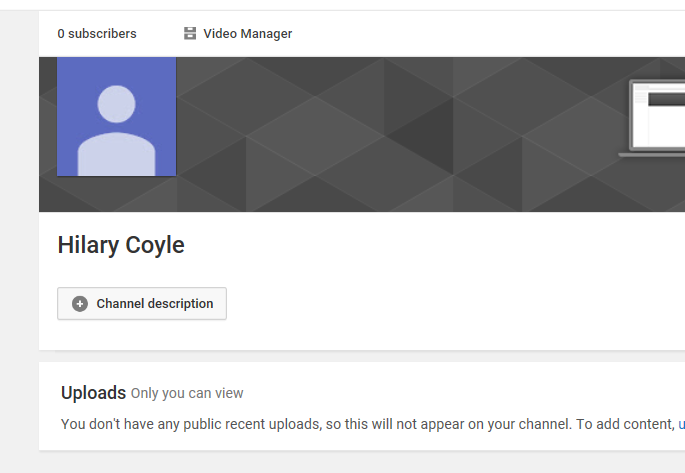 0 subscribers Video Manager
Hilary Coyle
Channel description
Uploads Only you can view
You don't have any public recent uploads, so this will not appear on your channel. To add content, u